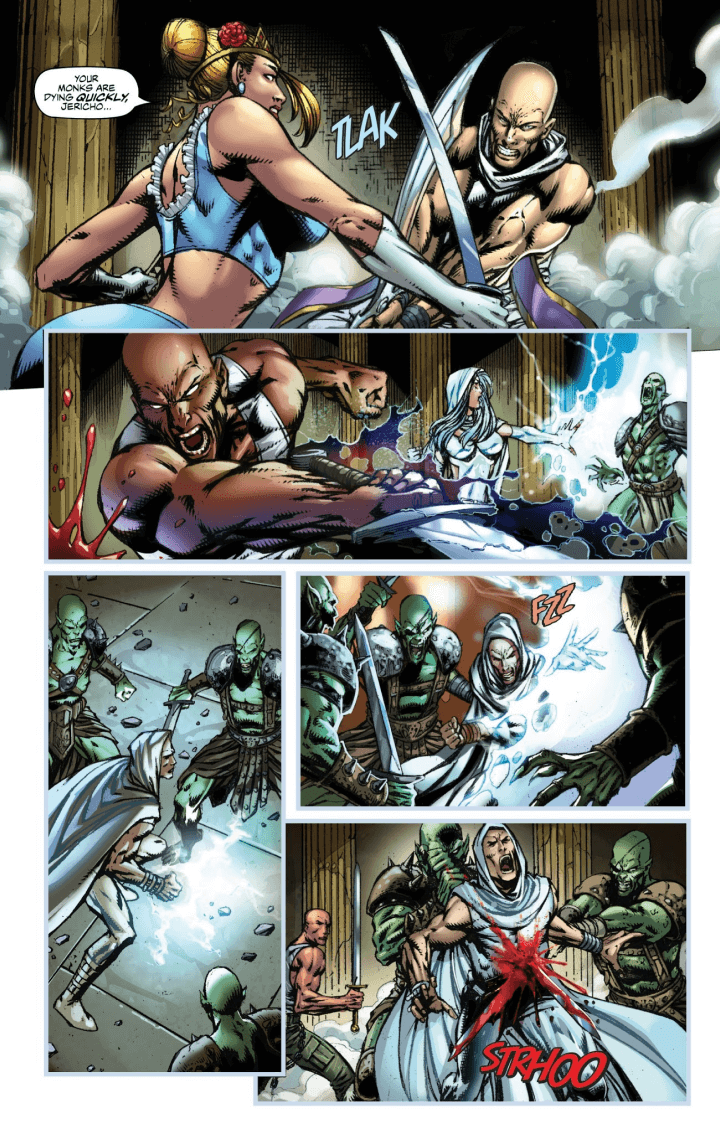 YOUR
MONKS ARE
DYING QUICKLY,
JERICHO...
TLAK
FZZ
STRHOO